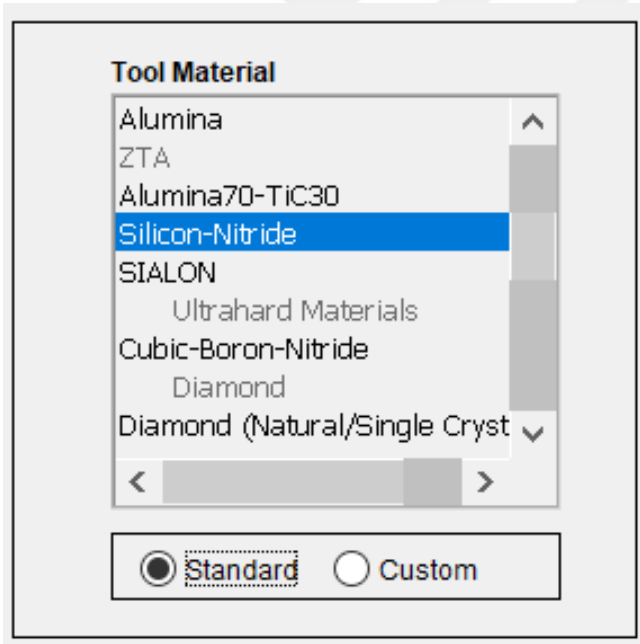 Tool Material
Alumina
ZTA
Alumina70-TiC30
Silicon-Nitride
SIALON
Ultrahard Materials
Cubic-Boron-Nitride
Diamond
Diamond (Natural/Single Cryst
Standard Custom